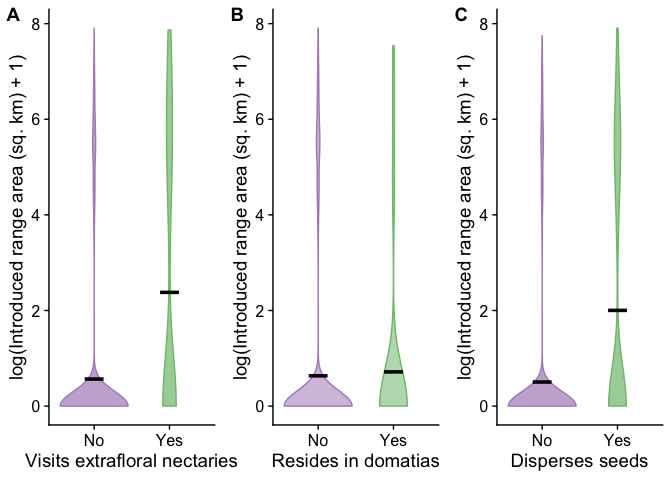 A
log(Introduced range area (sq. km) + 1)
8
6
4
2
0
No Yes
Visits extrafloral nectaries
B
log(Introduced range area (sq. km) + 1)
8
6
4
2
0
No Yes
Resides in domatias
C
log(Introduced range area (sq. km) + 1)
8
6
4
2
0
No Yes
Disperses seeds